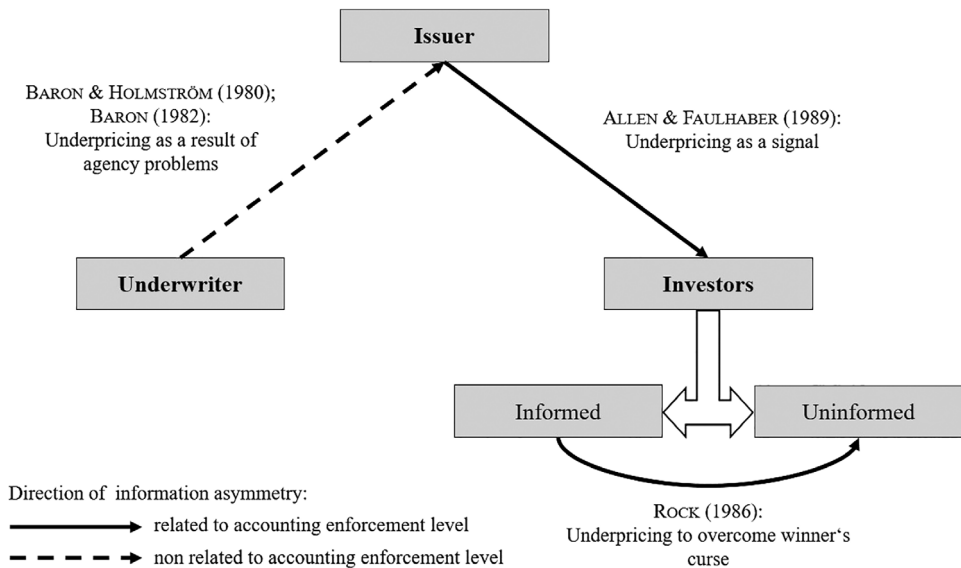 Issuer
BARON & HOLMSTRÖM (1980);
BARON (1982):
Underpricing as a result of
agency problems
ALLEN & FAULHABER (1989):
Underpricing as a signal
Underwriter
Investors
Informed
Uninformed
Direction of information asymmetry:
related to accounting enforcement level
non related to accounting enforcement level
ROCK (1986):
Underpricing to overcome winner‘s
curse